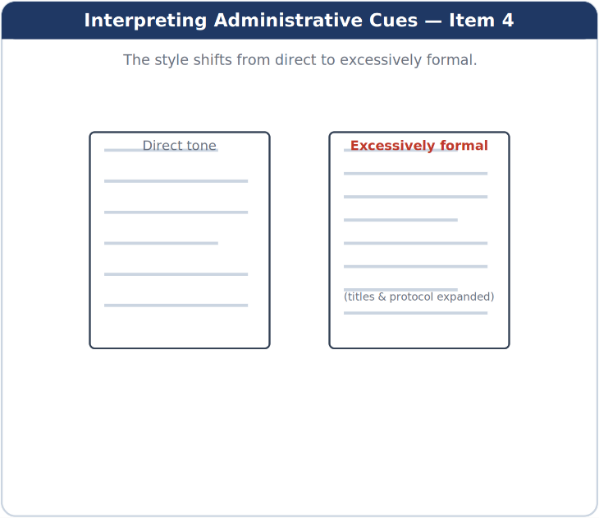 Interpreting Administrative Cues — Item 4
The style shifts from direct to excessively formal.
Direct tone
Excessively formal
(titles & protocol expanded)